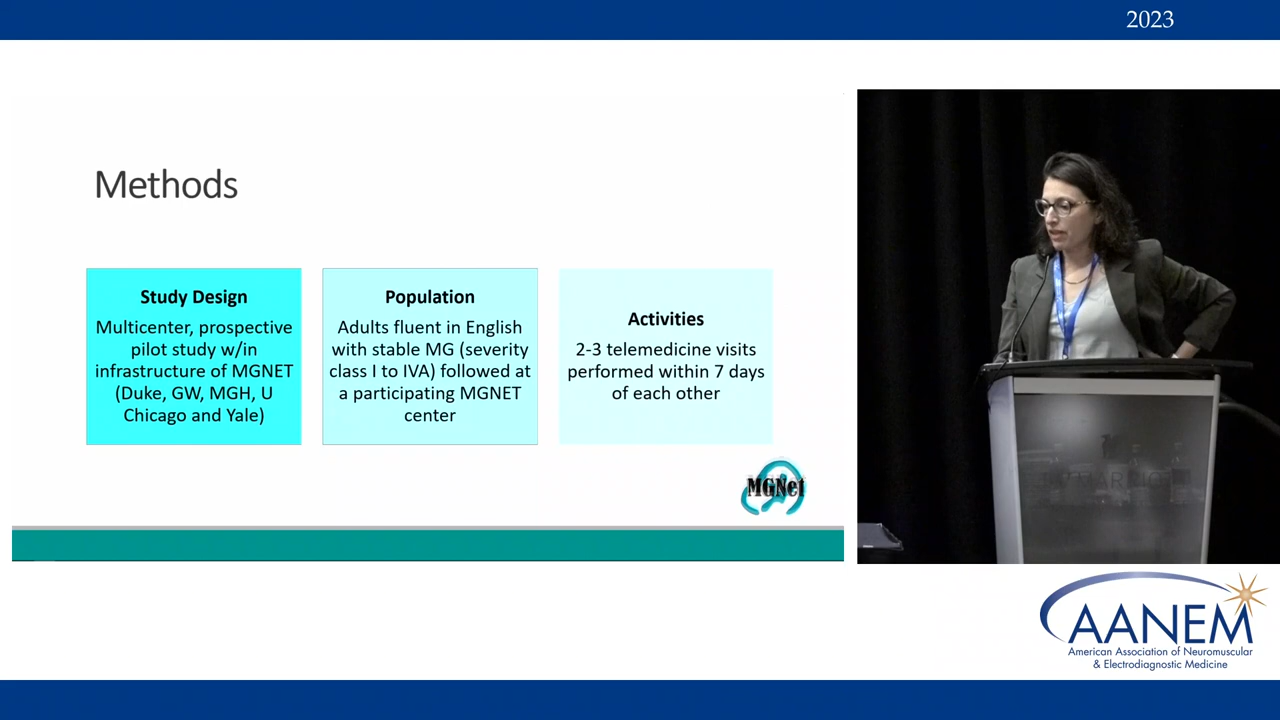 2023
Methods
Study Design
Multicenter, prospective
pilot study w/in
infrastructure of MGNET
(Duke, GW, MGH, U
Chicago and Yale)
Population
Adults fluent in English
with stable MG (severity
class I to IVA) followed at
a participating MGNET
center
Activities
2-3 telemedicine visits
performed within 7 days
of each other
MGNet
AANEM
American Association of Neuromuscular
& Electrodiagnostic Medicine